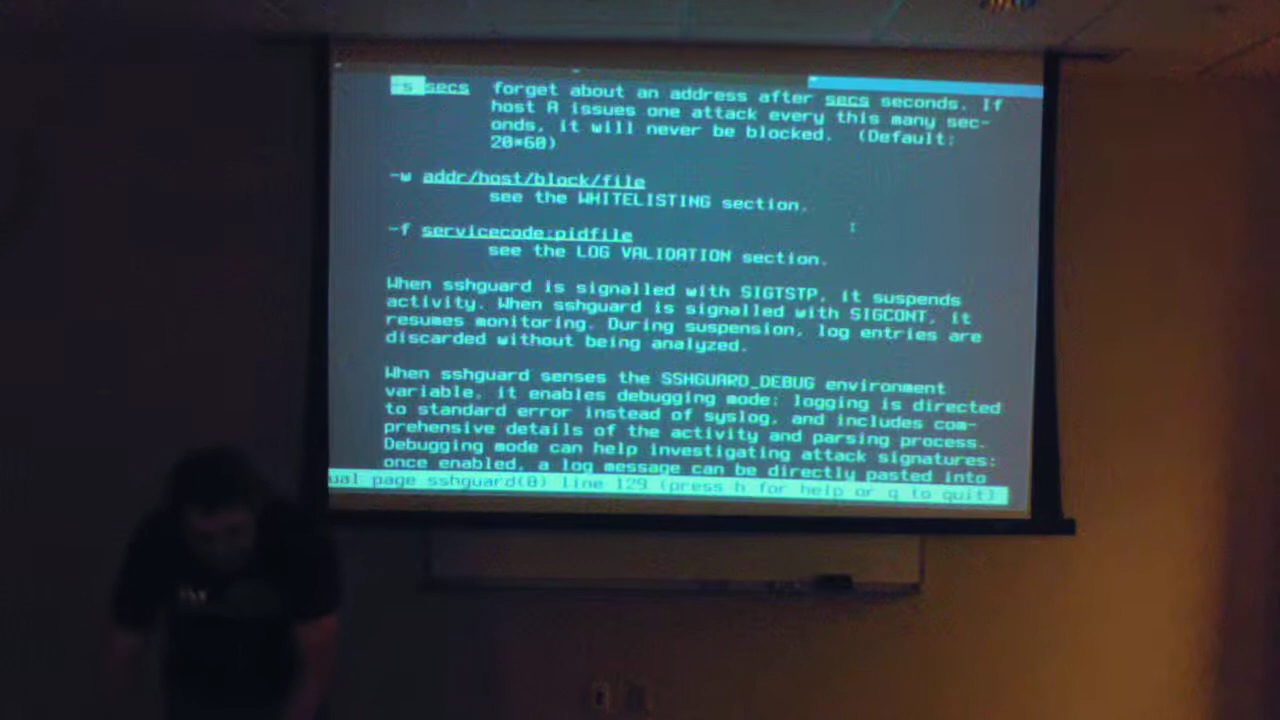 -s secs forget about an address after secs seconds. If
host A issues one attack every this many sec-
onds, it will never be blocked. (Default:
20*60)
-w addr/host/block/file
see the WHITELISTING section.
-f servicecode:pidfile
see the LOG VALIDATION section.
When sshguard is signalled with SIGTSTP, it suspends
activity. When sshguard is signalled with SIGCONT, it
resumes monitoring. During suspension, log entries are
discarded without being analyzed.
When sshguard senses the SSHGUARD_DEBUG environment
variable, it enables debugging mode: logging is directed
to standard error instead of syslog, and includes com-
prehensive details of the activity and parsing process.
Debugging mode can help investigating attack signatures:
once enabled, a log message can be directly pasted into
ual page sshguard(8) line 129 (press h for help or q to quit)